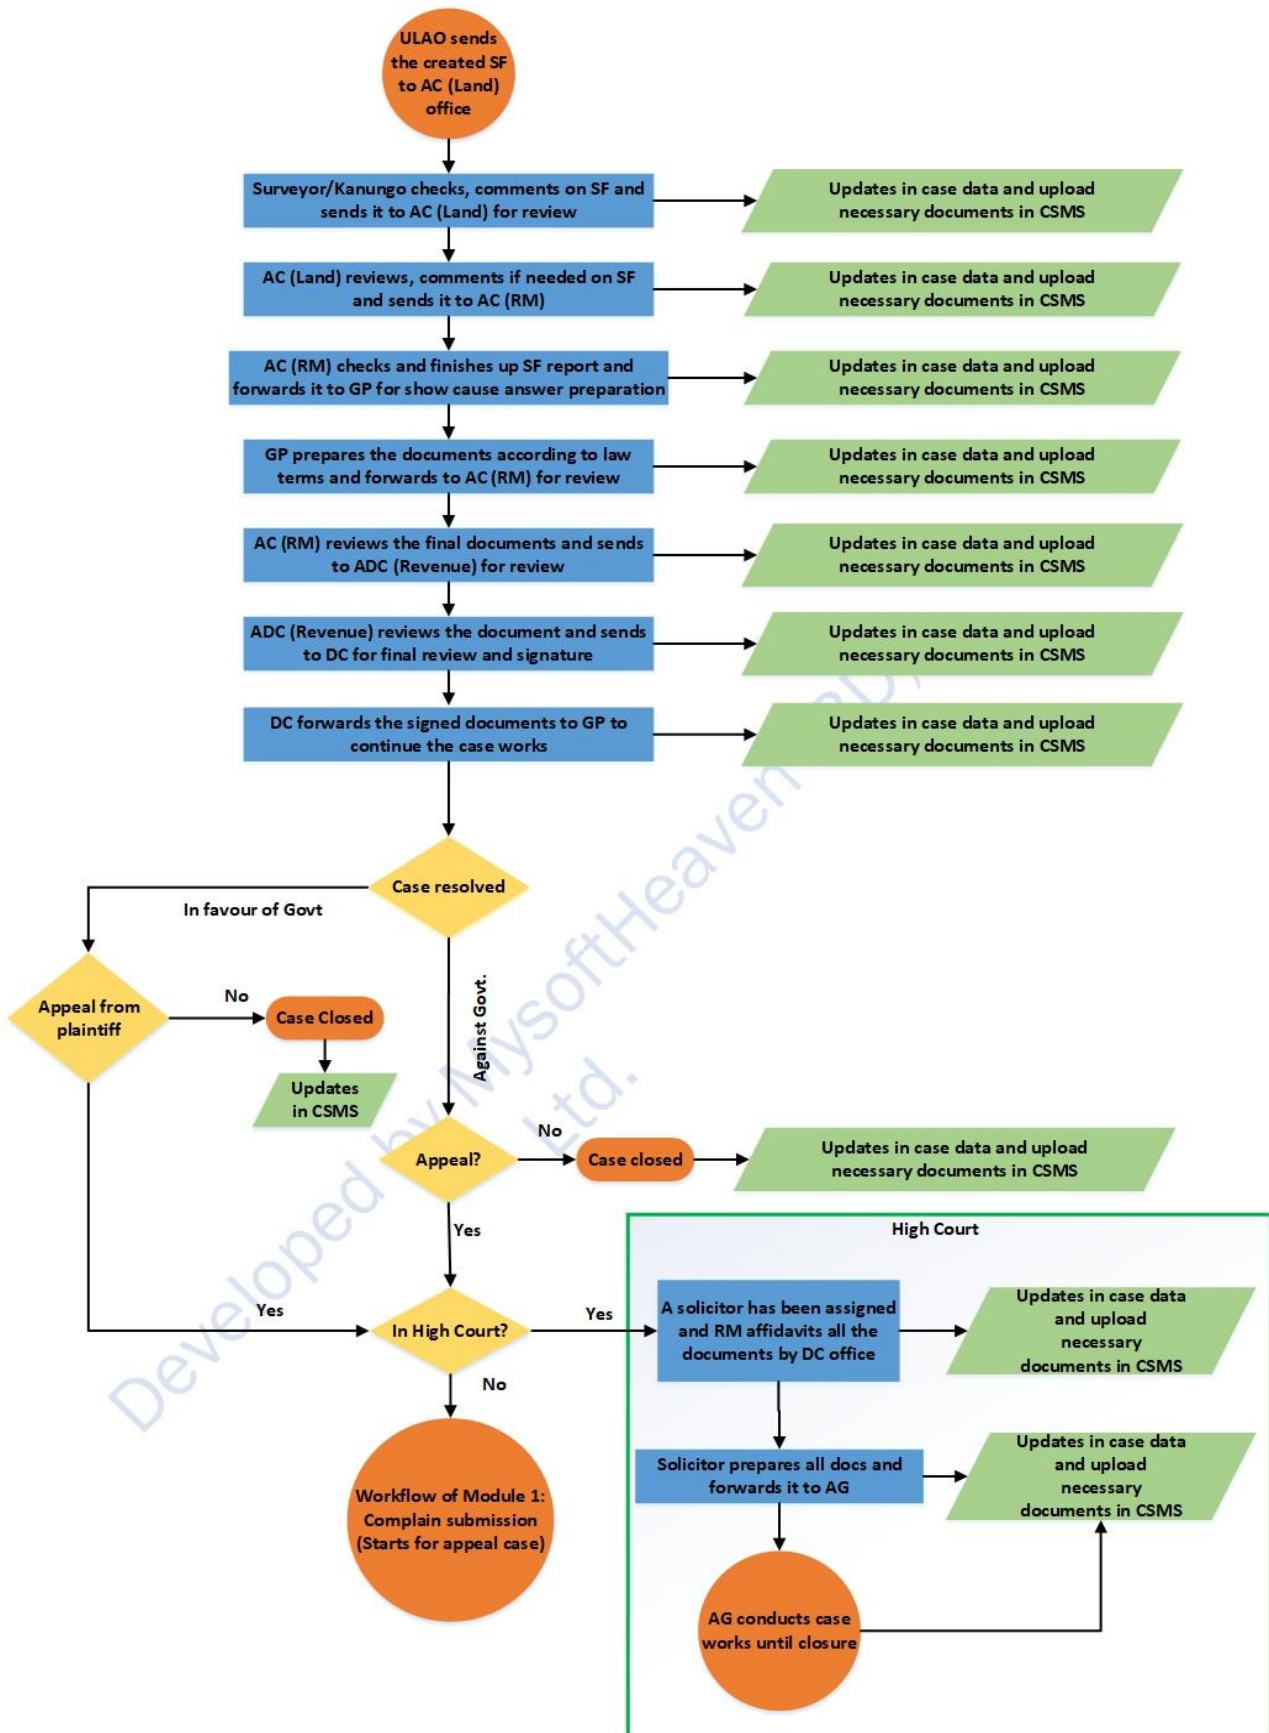 ULAO sends
the created SF
to AC (Land)
office
Surveyor/Kanungo checks, comments on SF and
sends it to AC (Land) for review
Updates in case data and upload
necessary documents in CSMS
AC (Land) reviews, comments if needed on SF
and sends it to AC (RM)
Updates in case data and upload
necessary documents in CSMS
AC (RM) checks and finishes up SF report and
forwards it to GP for show cause answer preparation
Updates in case data and upload
necessary documents in CSMS
GP prepares the documents according to law
terms and forwards to AC (RM) for review
Updates in case data and upload
necessary documents in CSMS
AC (RM) reviews the final documents and sends
to ADC (Revenue) for review
Updates in case data and upload
necessary documents in CSMS
ADC (Revenue) reviews the document and sends
to DC for final review and signature
Updates in case data and upload
necessary documents in CSMS
DC forwards the signed documents to GP to
continue the case works
Updates in case data and upload
necessary documents in CSMS
Case resolved
In favour of Govt
Against Govt.
Appeal from
plaintiff
No
Case Closed
Updates
in CSMS
Appeal?
No
Case closed
Updates in case data and upload
necessary documents in CSMS
Yes
Yes
In High Court?
Yes
No
Workflow of Module 1:
Complain submission
(Starts for appeal case)
High Court
A solicitor has been assigned
and RM affidavits all the
documents by DC office
Updates in case data
and upload
necessary
documents in CSMS
Solicitor prepares all docs and
forwards it to AG
Updates in case data
and upload
necessary
documents in CSMS
AG conducts case
works until closure
Developed by MysoftHeaven
Ltd.